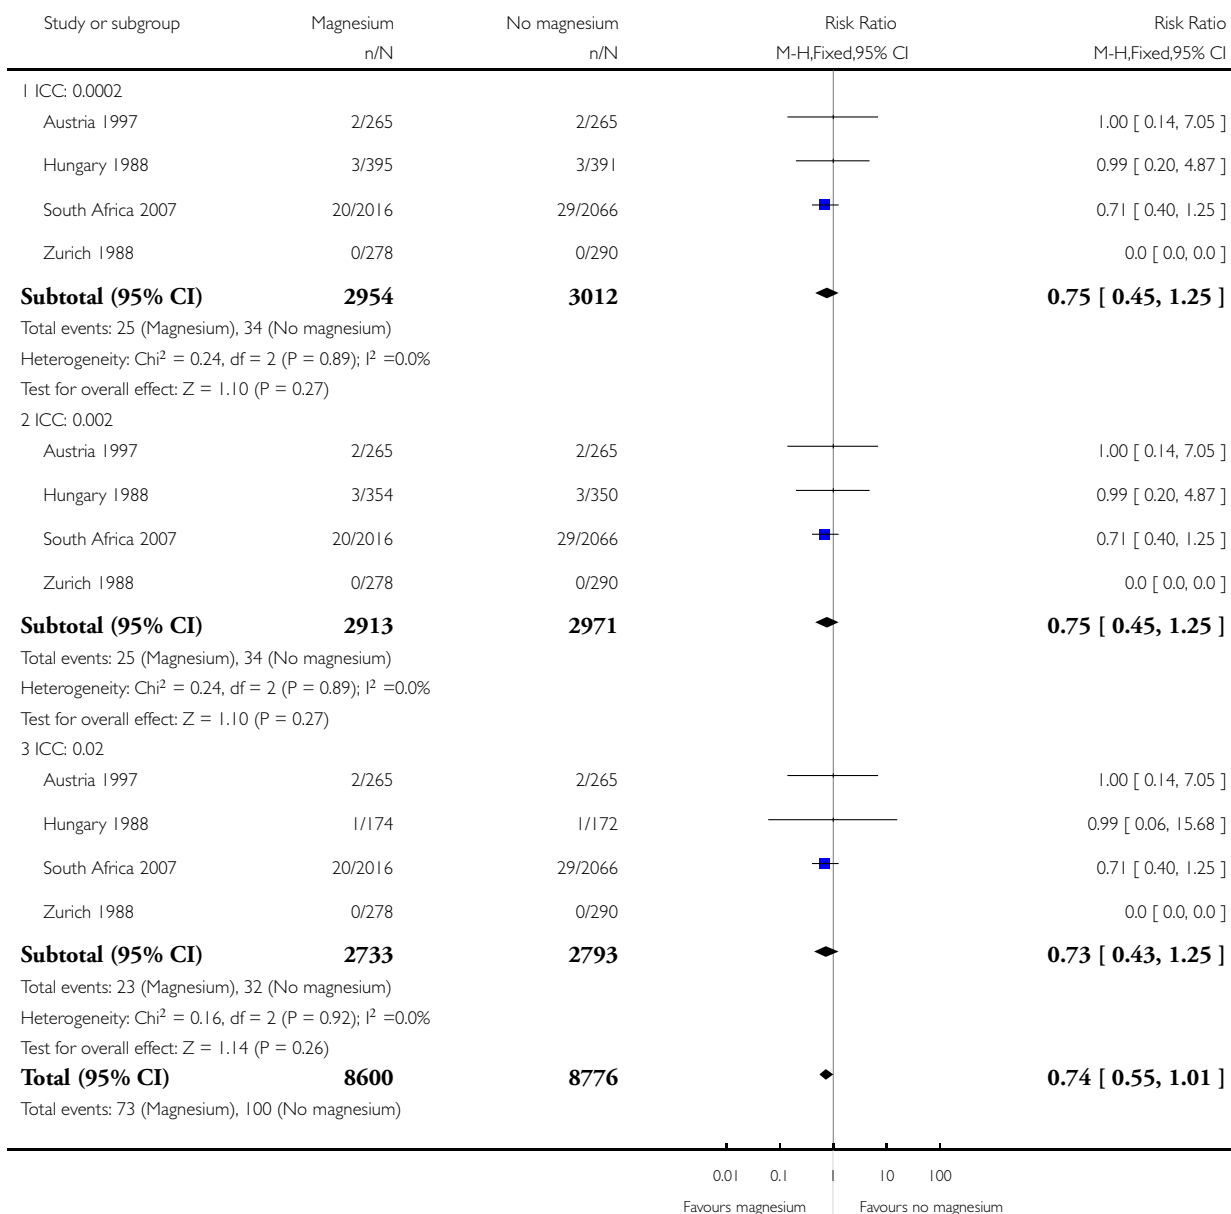 Study or subgroup Magnesium No magnesium Risk Ratio Risk Ratio
n/N n/N M-H,Fixed,95% CI M-H,Fixed,95% CI
1 ICC: 0.0002
Austria 1997 2/265 2/265 1.00 [ 0.14, 7.05 ]
Hungary 1988 3/395 3/391 0.99 [ 0.20, 4.87 ]
South Africa 2007 20/2016 29/2066 0.71 [ 0.40, 1.25 ]
Zurich 1988 0/278 0/290 0.0 [ 0.0, 0.0 ]
Subtotal (95% CI) 2954 3012 0.75 [ 0.45, 1.25 ]
Total events: 25 (Magnesium), 34 (No magnesium)
Heterogeneity: Chi² = 0.24, df = 2 (P = 0.89); I² =0.0%
Test for overall effect: Z = 1.10 (P = 0.27)
2 ICC: 0.002
Austria 1997 2/265 2/265 1.00 [ 0.14, 7.05 ]
Hungary 1988 3/354 3/350 0.99 [ 0.20, 4.87 ]
South Africa 2007 20/2016 29/2066 0.71 [ 0.40, 1.25 ]
Zurich 1988 0/278 0/290 0.0 [ 0.0, 0.0 ]
Subtotal (95% CI) 2913 2971 0.75 [ 0.45, 1.25 ]
Total events: 25 (Magnesium), 34 (No magnesium)
Heterogeneity: Chi² = 0.24, df = 2 (P = 0.89); I² =0.0%
Test for overall effect: Z = 1.10 (P = 0.27)
3 ICC: 0.02
Austria 1997 2/265 2/265 1.00 [ 0.14, 7.05 ]
Hungary 1988 1/174 1/172 0.99 [ 0.06, 15.68 ]
South Africa 2007 20/2016 29/2066 0.71 [ 0.40, 1.25 ]
Zurich 1988 0/278 0/290 0.0 [ 0.0, 0.0 ]
Subtotal (95% CI) 2733 2793 0.73 [ 0.43, 1.25 ]
Total events: 23 (Magnesium), 32 (No magnesium)
Heterogeneity: Chi² = 0.16, df = 2 (P = 0.92); I² =0.0%
Test for overall effect: Z = 1.14 (P = 0.26)
Total (95% CI) 8600 8776 0.74 [ 0.55, 1.01 ]
Total events: 73 (Magnesium), 100 (No magnesium)
0.01 0.1 1 10 100
Favours magnesium Favours no magnesium